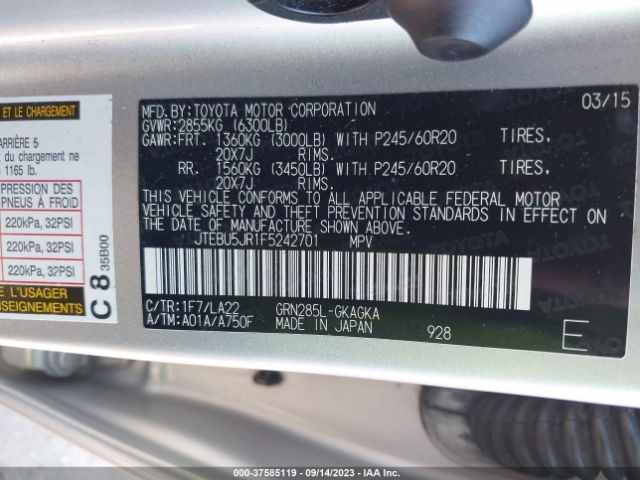 ET LE CHARGEMENT
ARRIÈRE 5
du chargement ne
1165 lb.
PRESSION DES
PNEUS À FROID
220kPa, 32PSI
220kPa, 32PSI
220kPa, 32PSI
L'USAGER
C 8 35B00
MFD.BY:TOYOTA MOTOR CORPORATION 03/15
GVWR:2855KG (6300LB)
GAWR:FRT. 1360KG (3000LB) WITH P245/60R20 TIRES.
20X7J RIMS.
RR. 1560KG (3450LB) WITH P245/60R20 TIRES.
20X7J RIMS.
THIS VEHICLE CONFORMS TO ALL APPLICABLE FEDERAL MOTOR
VEHICLE SAFETY AND THEFT PREVENTION STANDARDS IN EFFECT ON
THE DATE OF MANUFACTURE SHOWN ABOVE.
JTEBU5JR1F5242701 MPV
C/TR:1F7/LA22 GRN285L-GKAGKA
A/TM:A01A/A750F MADE IN JAPAN 928 E
000-37585119 - 09/14/2023 - IAA, Inc.